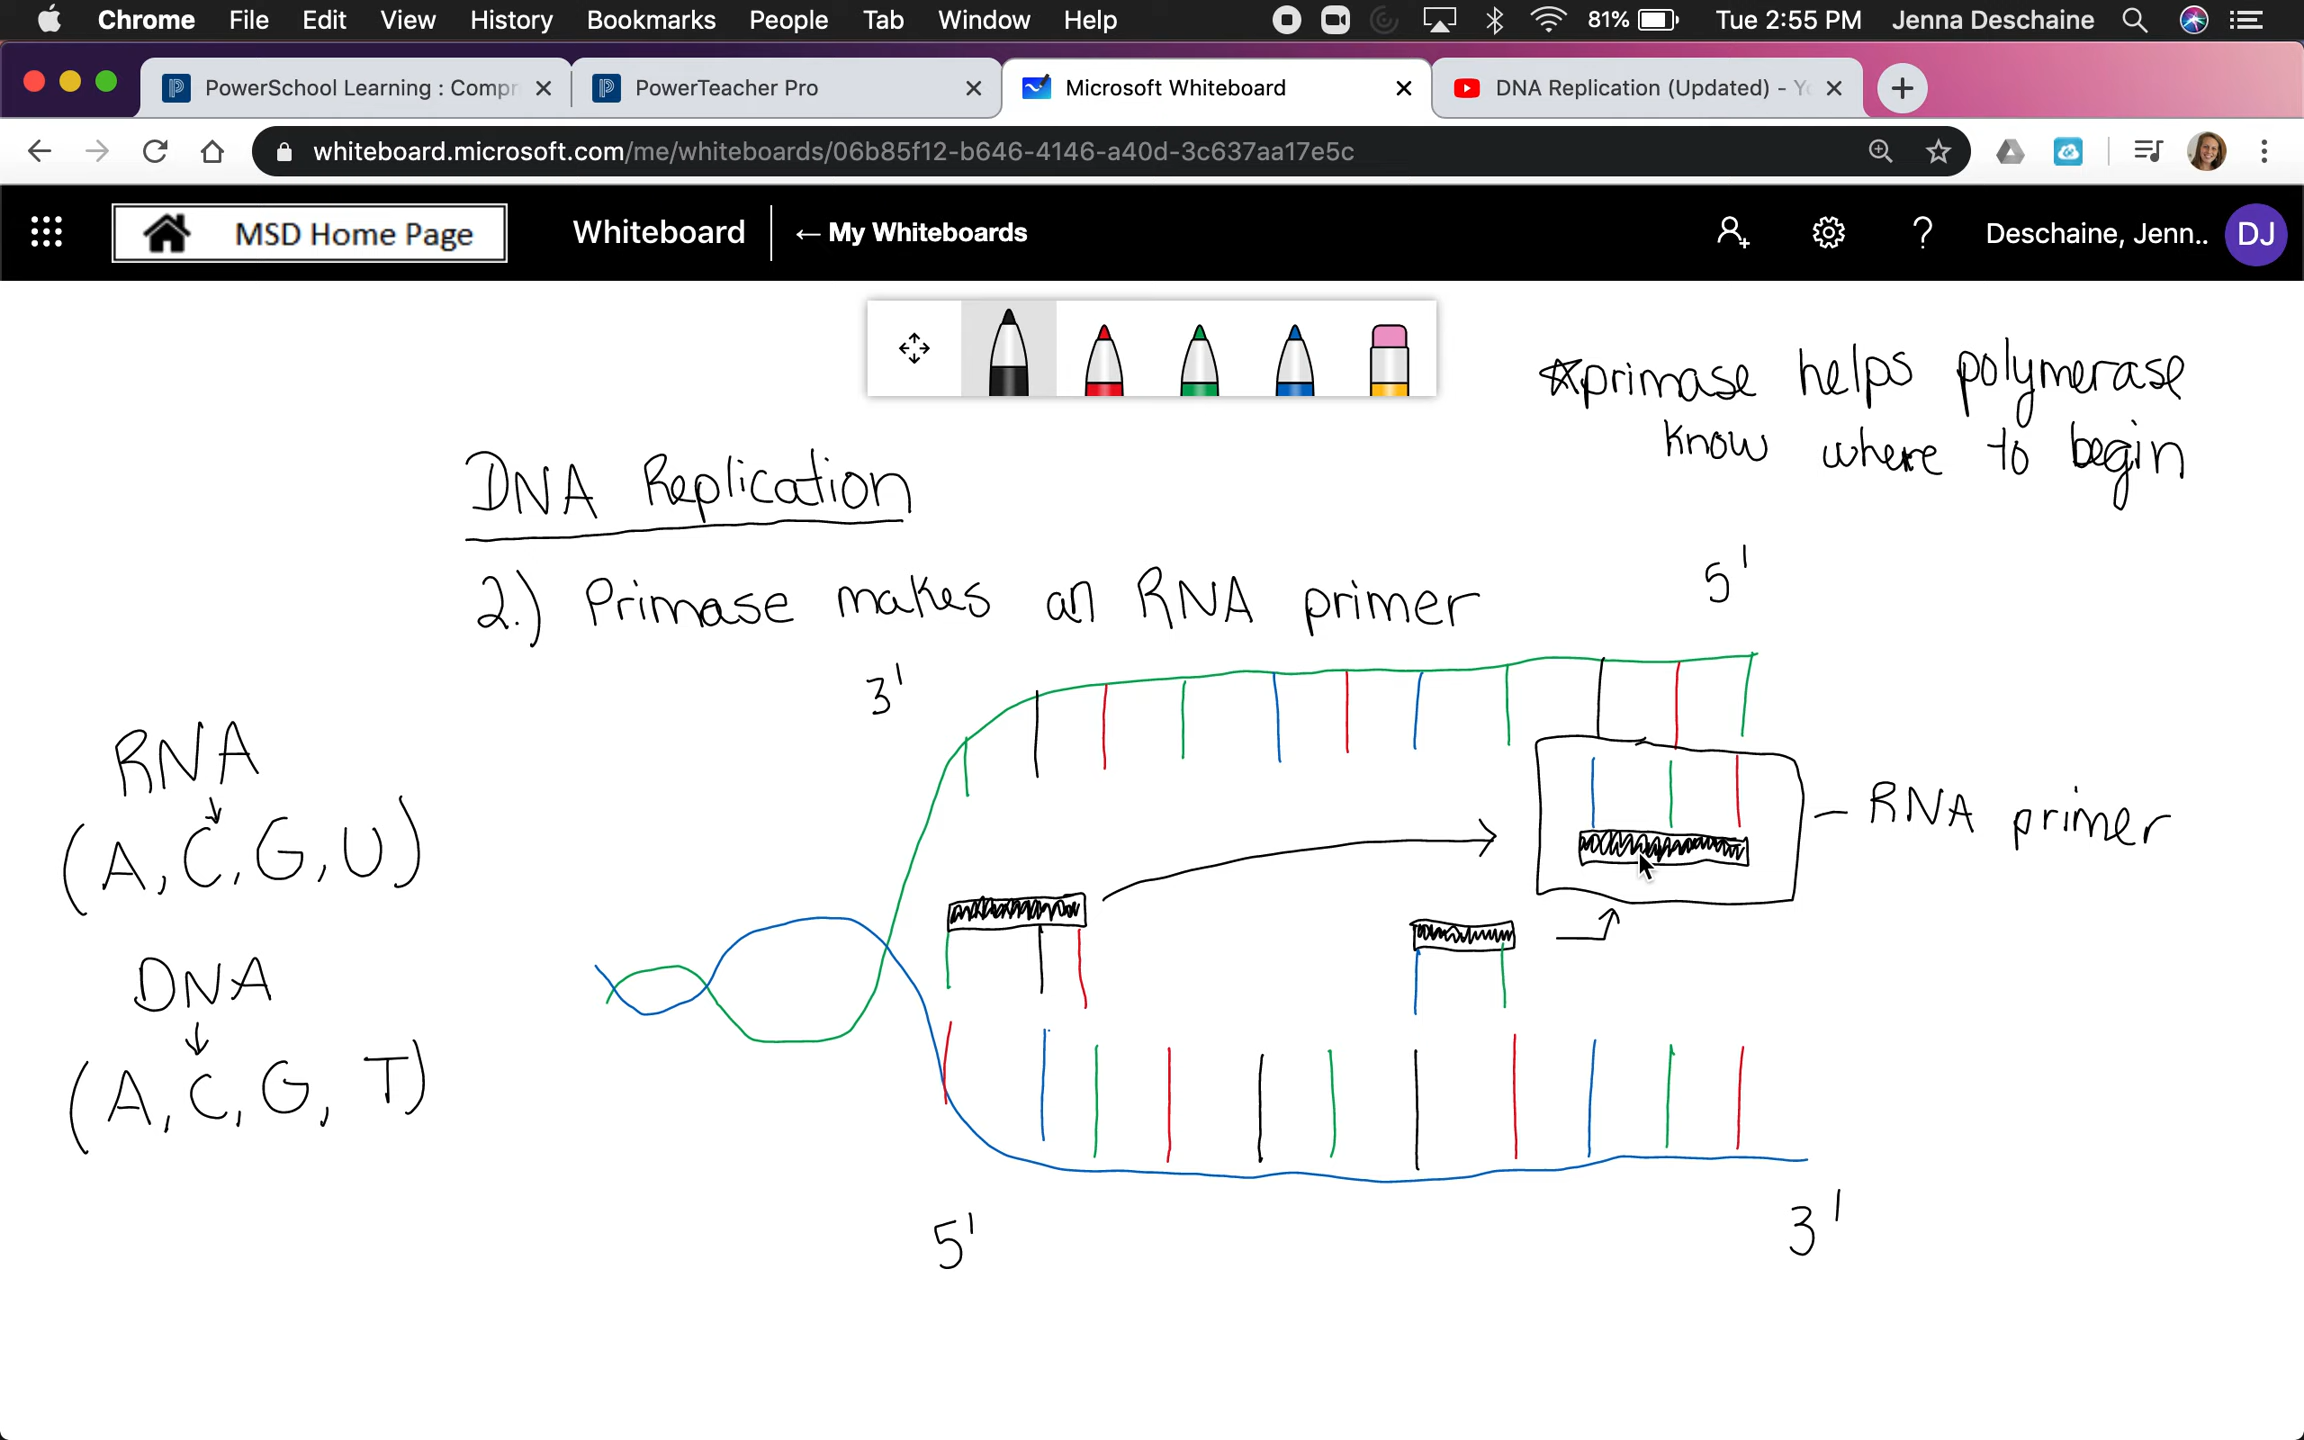 Chrome File Edit View History Bookmarks People Tab Window Help 81% Tue 2:55 PM Jenna Deschaine
PowerSchool Learning : Compr PowerTeacher Pro Microsoft Whiteboard DNA Replication (Updated) - Yo
whiteboard.microsoft.com/me/whiteboards/06b85f12-b646-4146-a40d-3c637aa17e5c
MSD Home Page Whiteboard ← My Whiteboards ? Deschaine, Jenn.. DJ
*primase helps polymerase
know where to begin
DNA Replication
2.) Primase makes an RNA primer
5'
3'
RNA
(A, C, G, U)
— RNA primer
DNA
(A, C, G, T)
5'
3'